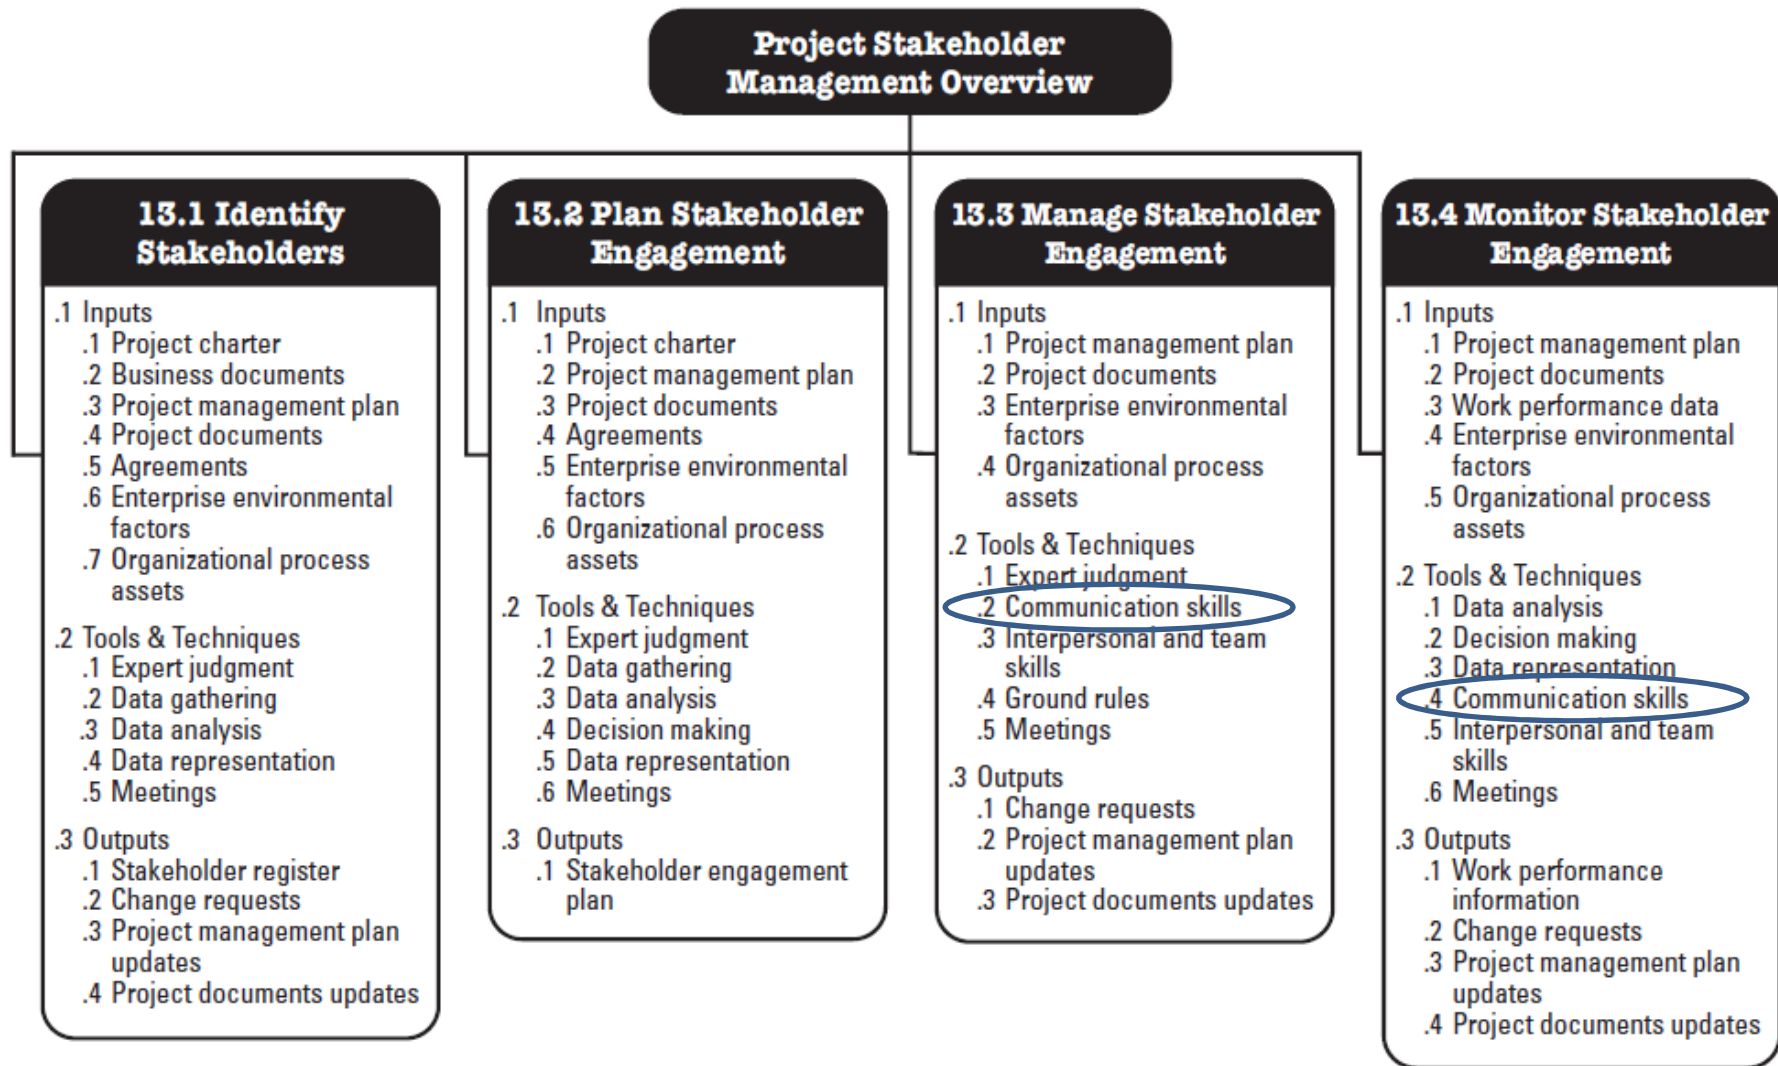 Project Stakeholder
Management Overview
13.1 Identify
Stakeholders
.1 Inputs
.1 Project charter
.2 Business documents
.3 Project management plan
.4 Project documents
.5 Agreements
.6 Enterprise environmental
factors
.7 Organizational process
assets
.2 Tools & Techniques
.1 Expert judgment
.2 Data gathering
.3 Data analysis
.4 Data representation
.5 Meetings
.3 Outputs
.1 Stakeholder register
.2 Change requests
.3 Project management plan
updates
.4 Project documents updates
13.2 Plan Stakeholder
Engagement
.1 Inputs
.1 Project charter
.2 Project management plan
.3 Project documents
.4 Agreements
.5 Enterprise environmental
factors
.6 Organizational process
assets
.2 Tools & Techniques
.1 Expert judgment
.2 Data gathering
.3 Data analysis
.4 Decision making
.5 Data representation
.6 Meetings
.3 Outputs
.1 Stakeholder engagement
plan
13.3 Manage Stakeholder
Engagement
.1 Inputs
.1 Project management plan
.2 Project documents
.3 Enterprise environmental
factors
.4 Organizational process
assets
.2 Tools & Techniques
.1 Expert judgment
.2 Communication skills
.3 Interpersonal and team
skills
.4 Ground rules
.5 Meetings
.3 Outputs
.1 Change requests
.2 Project management plan
updates
.3 Project documents updates
13.4 Monitor Stakeholder
Engagement
.1 Inputs
.1 Project management plan
.2 Project documents
.3 Work performance data
.4 Enterprise environmental
factors
.5 Organizational process
assets
.2 Tools & Techniques
.1 Data analysis
.2 Decision making
.3 Data representation
.4 Communication skills
.5 Interpersonal and team
skills
.6 Meetings
.3 Outputs
.1 Work performance
information
.2 Change requests
.3 Project management plan
updates
.4 Project documents updates